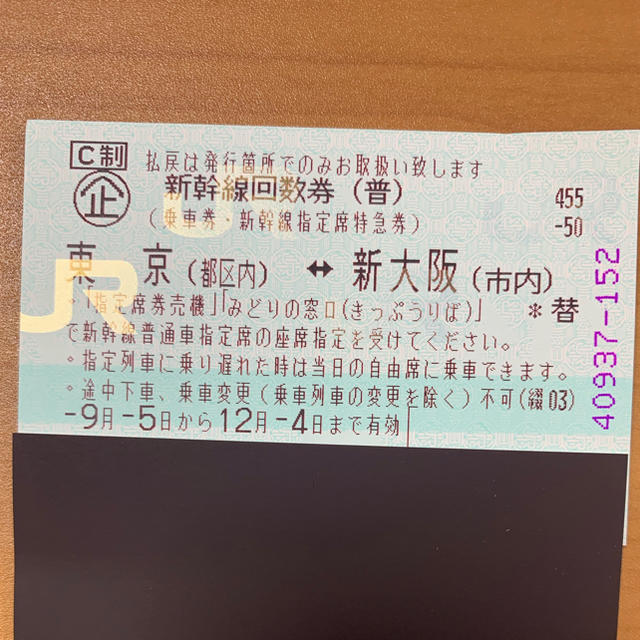 C制
払戻は発行箇所でのみお取扱い致します
企
新幹線回数券(普)
455
(乗車券・新幹線指定席特急券)
-50
東 京(都区内) ↔ 新大阪(市内)
・「指定席券売機」「みどりの窓口(きっぷうりば)」 *替
で新幹線普通車指定席の座席指定を受けてください。
・指定列車に乗り遅れた時は当日の自由席に乗車できます。
・途中下車、乗車変更(乗車列車の変更を除く)不可(綴03)
-9月-5日から12月-4日まで有効
40937-152
JR